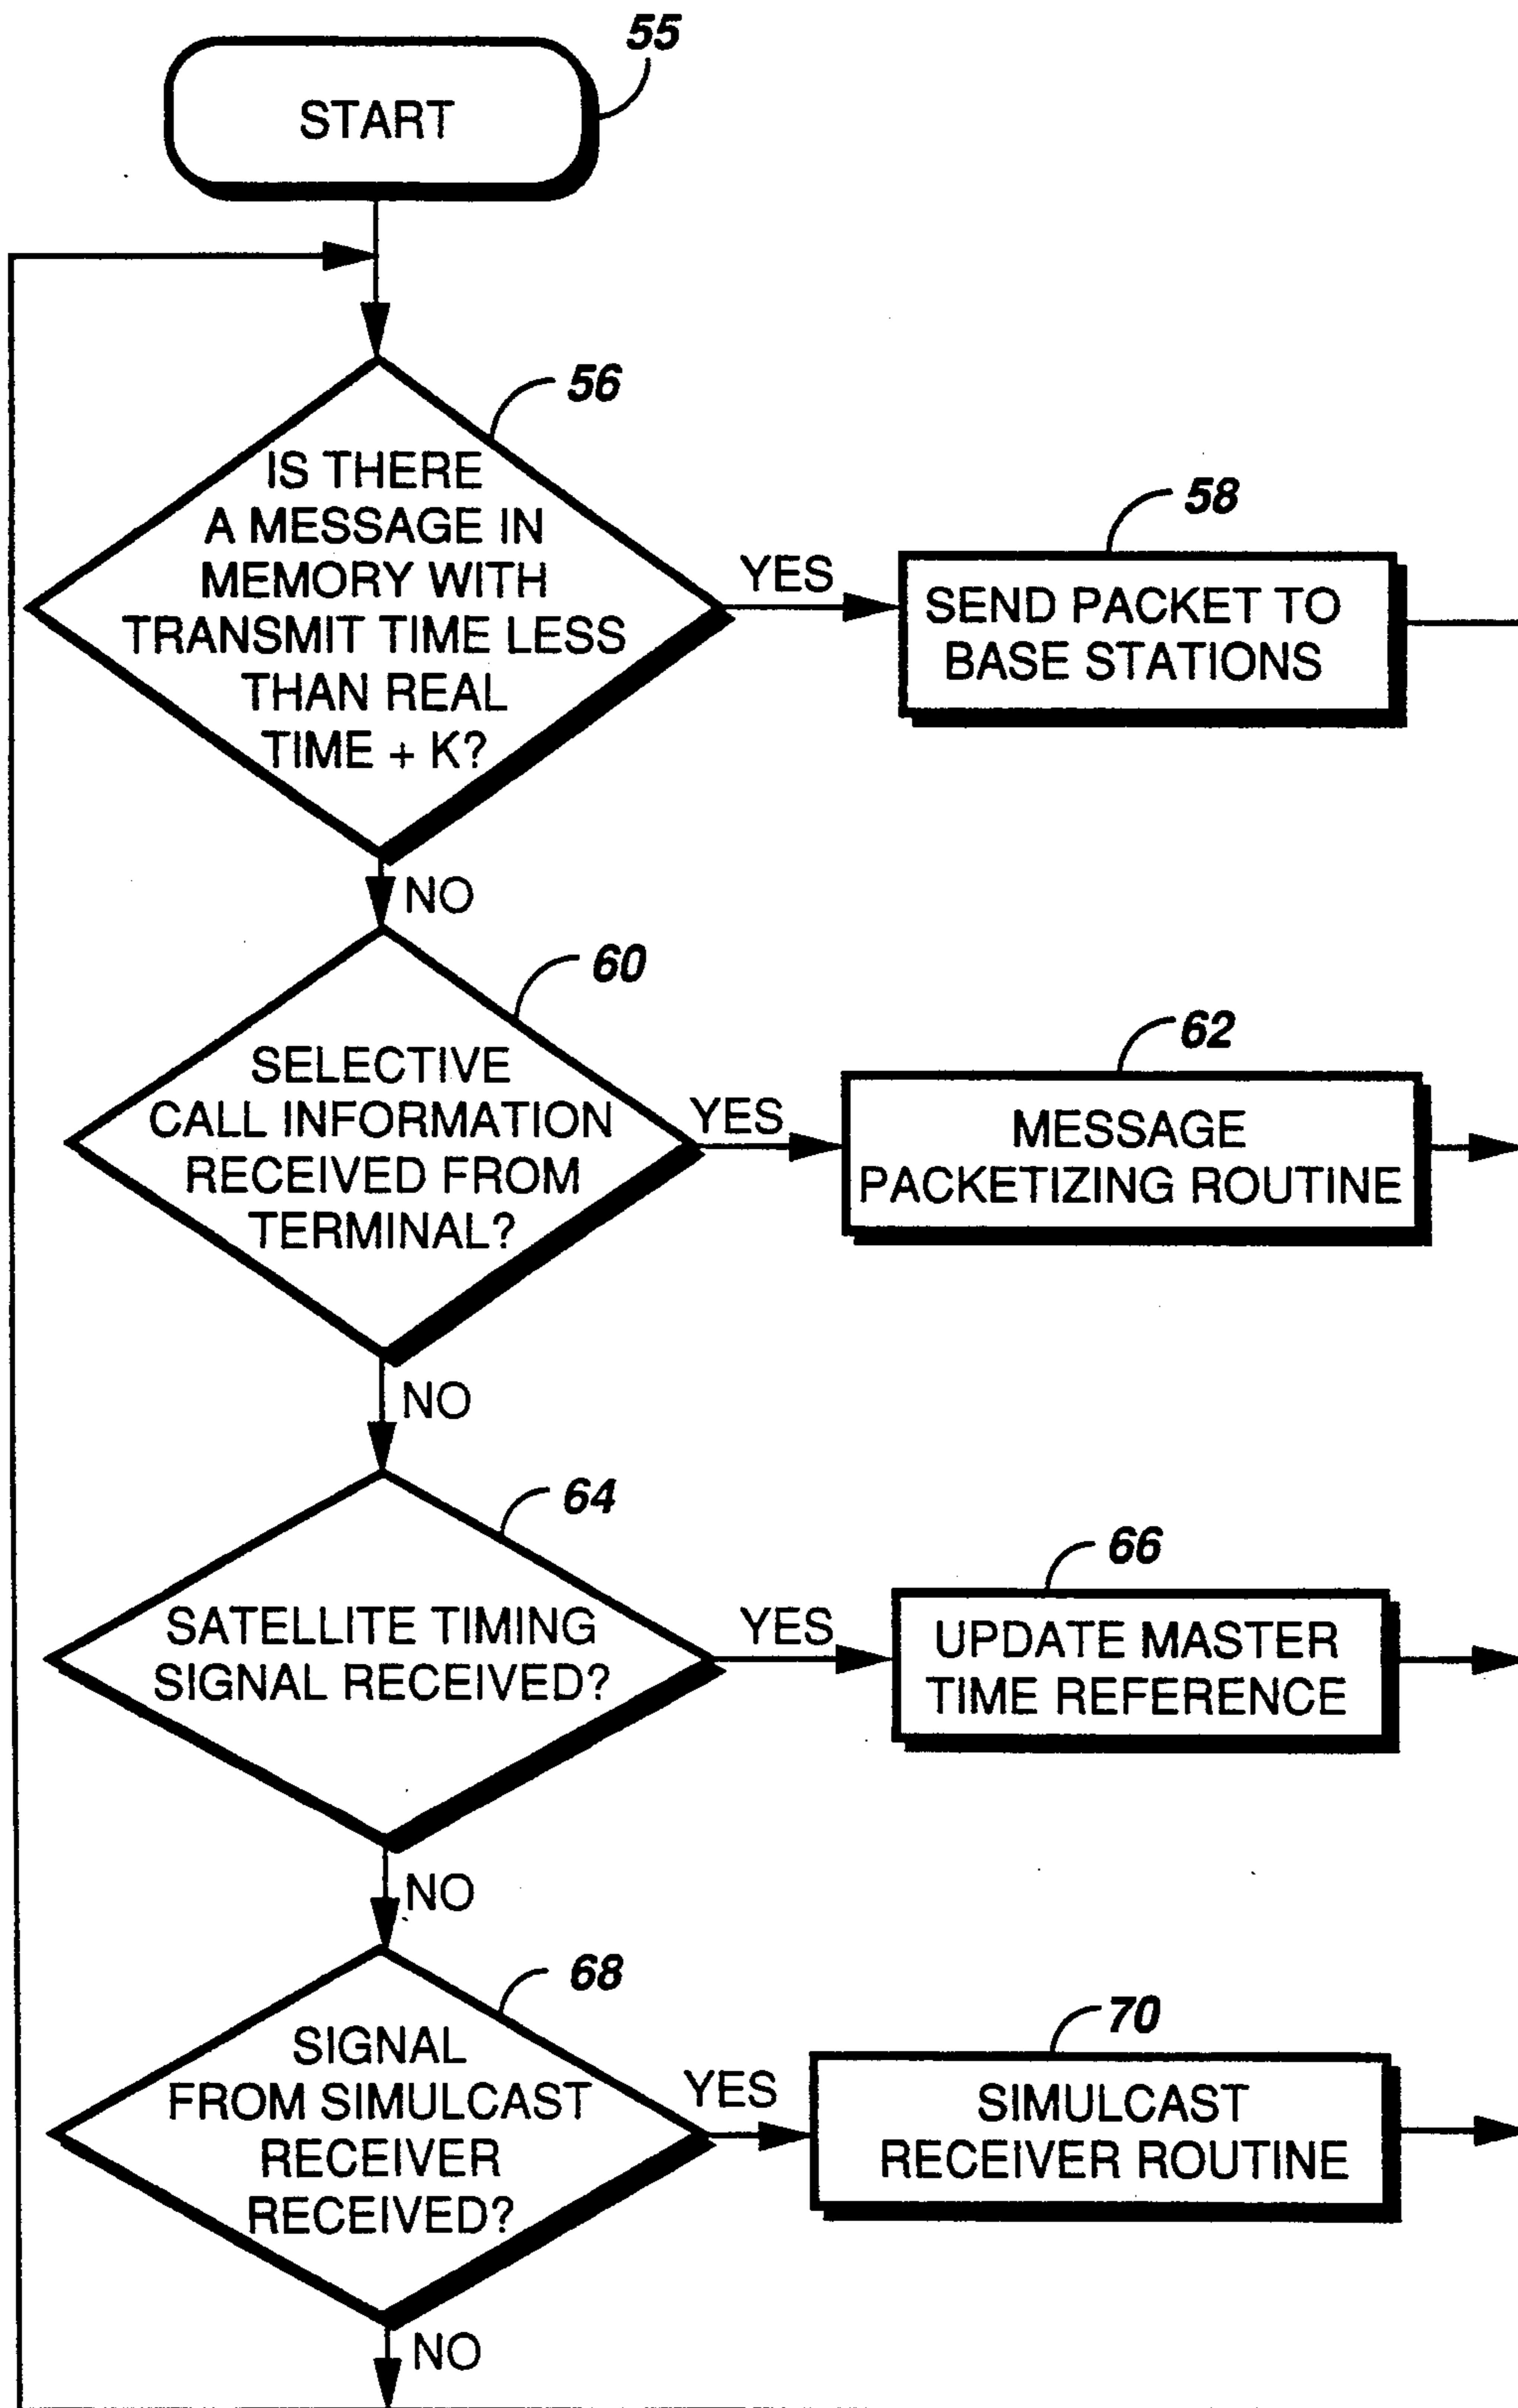 55
START
56
IS THERE
A MESSAGE IN
MEMORY WITH
TRANSMIT TIME LESS
THAN REAL
TIME + K?
YES
58
SEND PACKET TO
BASE STATIONS
NO
60
SELECTIVE
CALL INFORMATION
RECEIVED FROM
TERMINAL?
YES
62
MESSAGE
PACKETIZING ROUTINE
NO
64
SATELLITE TIMING
SIGNAL RECEIVED?
YES
66
UPDATE MASTER
TIME REFERENCE
NO
68
SIGNAL
FROM SIMULCAST
RECEIVER
RECEIVED?
YES
70
SIMULCAST
RECEIVER ROUTINE
NO